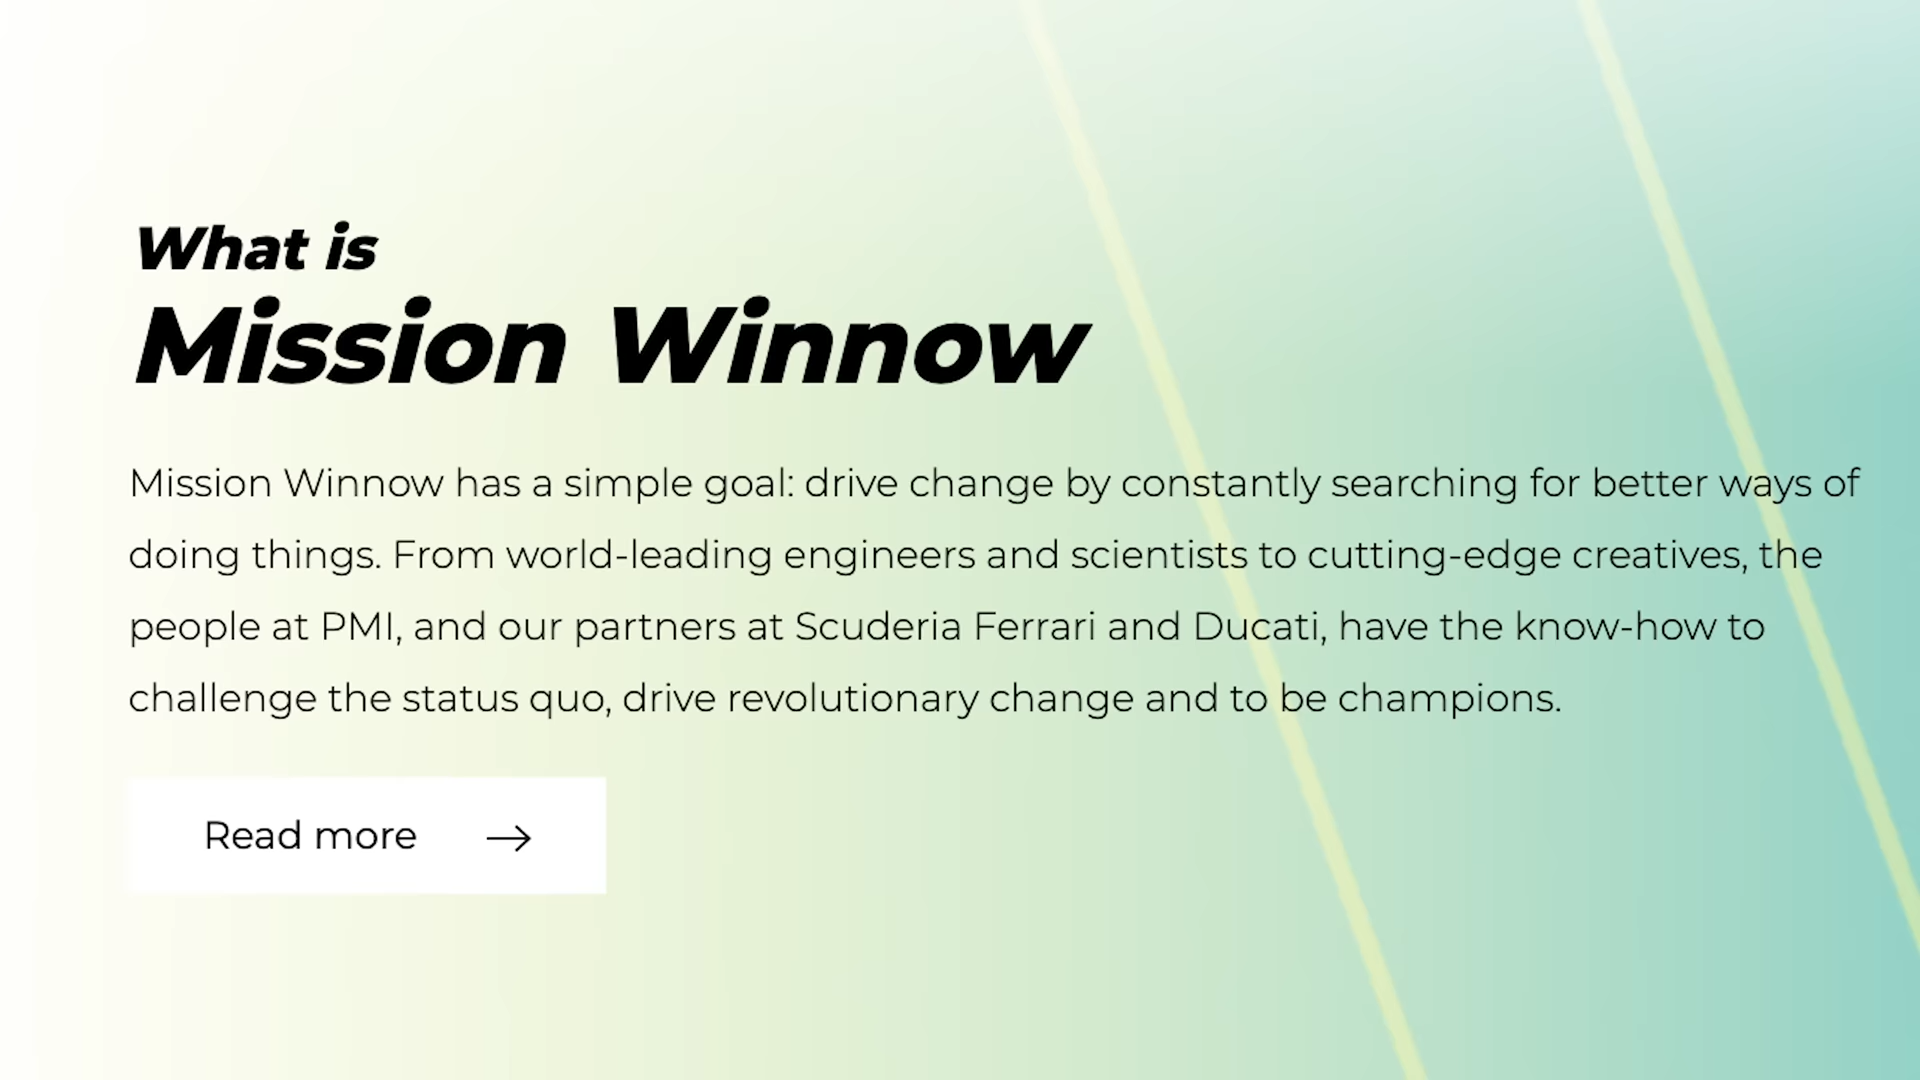 What is
Mission Winnow
Mission Winnow has a simple goal: drive change by constantly searching for better ways of
doing things. From world-leading engineers and scientists to cutting-edge creatives, the
people at PMI, and our partners at Scuderia Ferrari and Ducati, have the know-how to
challenge the status quo, drive revolutionary change and to be champions.
Read more